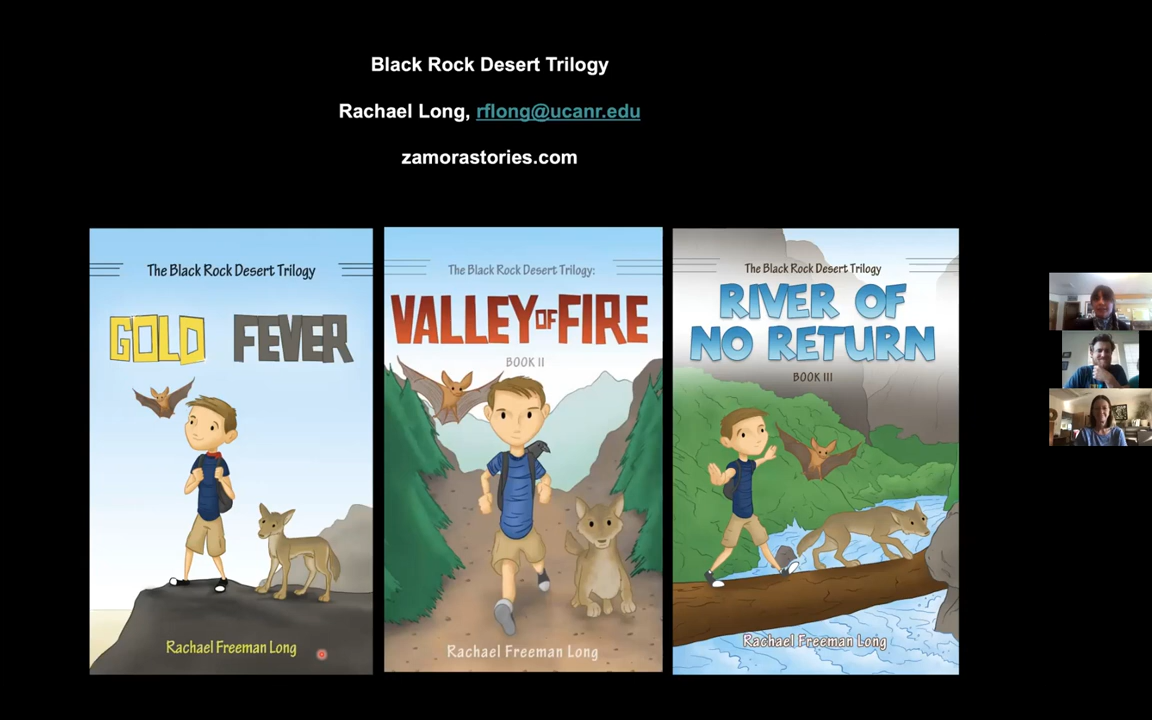 Black Rock Desert Trilogy
Rachael Long, rflong@ucanr.edu
zamorastories.com
The Black Rock Desert Trilogy
GOLD FEVER
Rachael Freeman Long
The Black Rock Desert Trilogy:
VALLEY OF FIRE
BOOK II
Rachael Freeman Long
The Black Rock Desert Trilogy
RIVER OF
NO RETURN
BOOK III
Rachael Freeman Long